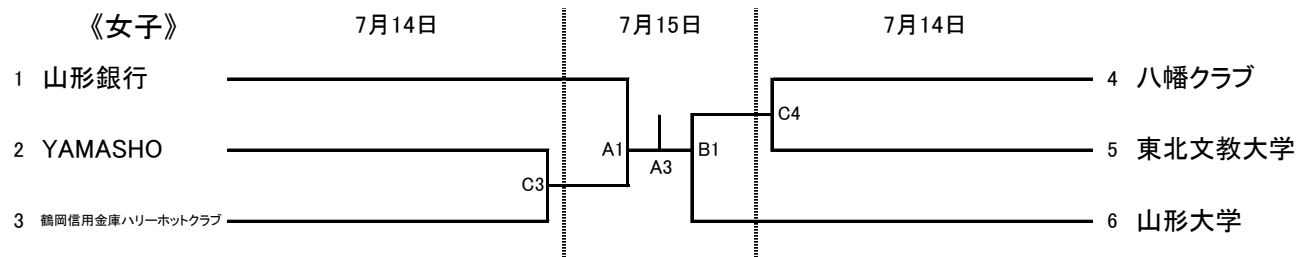 《女子》 7月14日 7月15日 7月14日
1 山形銀行
4 八幡クラブ
C4
2 YAMASHO
A1
B1
5 東北文教大学
A3
C3
3 鶴岡信用金庫ハリーホットクラブ
6 山形大学